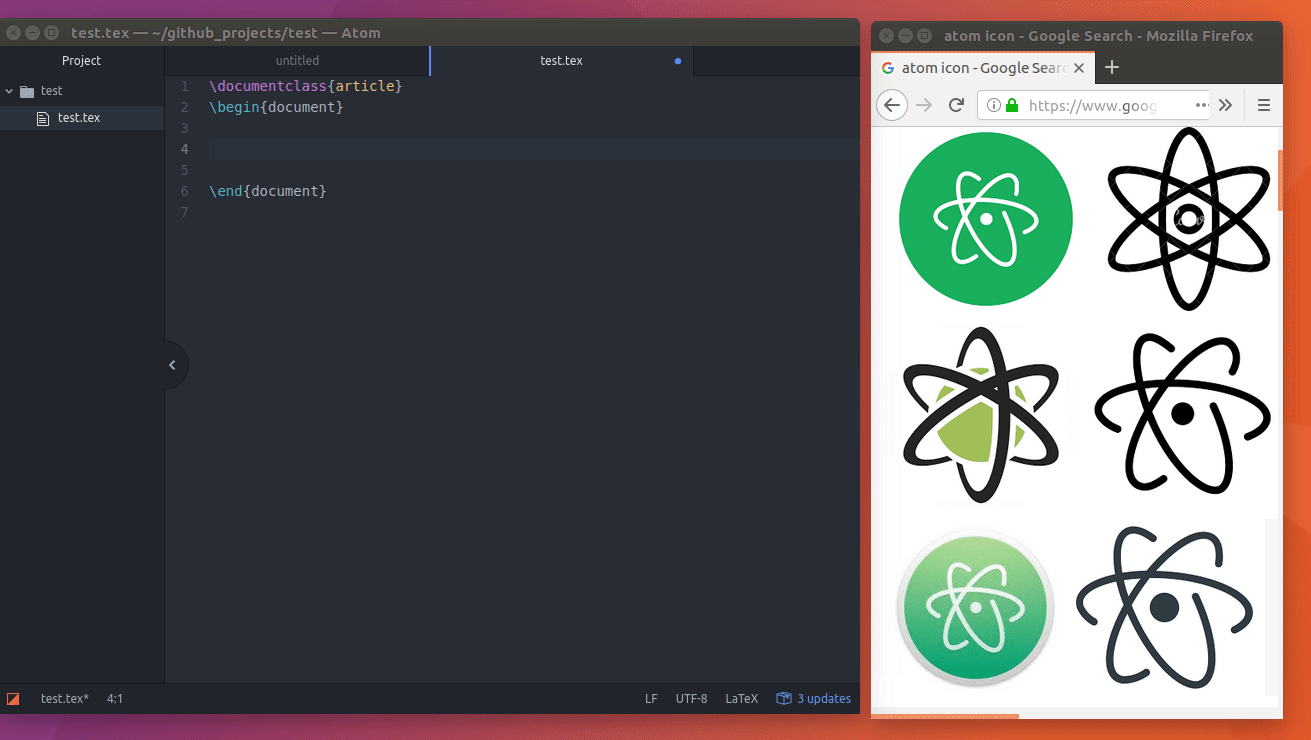 test.tex — ~/github_projects/test — Atom
Project
untitled
test.tex
test
test.tex
1 \documentclass{article}
2 \begin{document}
3
4
5
6 \end{document}
7
test.tex* 4:1
LF UTF-8 LaTeX 3 updates
atom icon - Google Search - Mozilla Firefox
atom icon - Google Searc
https://www.goog